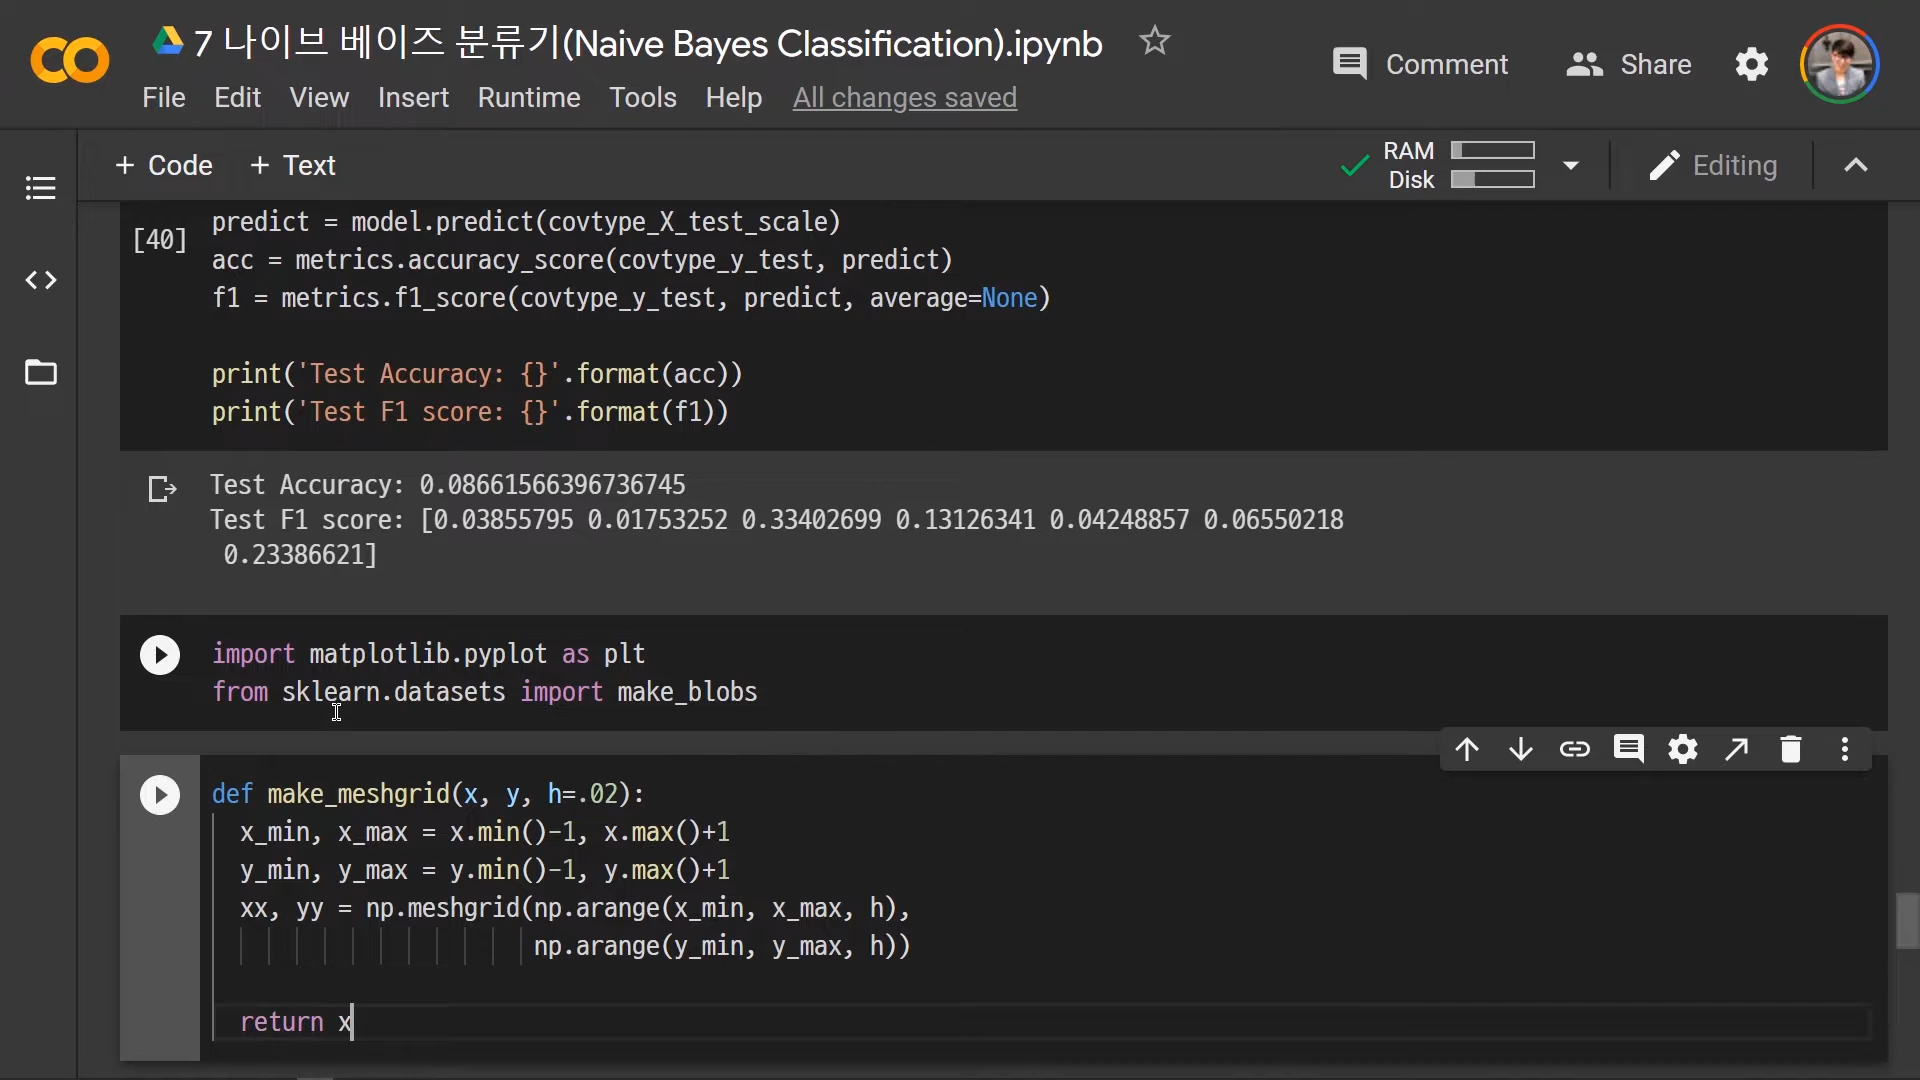 7 나이브 베이즈 분류기(Naive Bayes Classification).ipynb
Comment
Share
File Edit View Insert Runtime Tools Help All changes saved
+ Code + Text
RAM
Disk
Editing
[40]
predict = model.predict(covtype_X_test_scale)
acc = metrics.accuracy_score(covtype_y_test, predict)
f1 = metrics.f1_score(covtype_y_test, predict, average=None)
print('Test Accuracy: {}'.format(acc))
print('Test F1 score: {}'.format(f1))
Test Accuracy: 0.08661566396736745
Test F1 score: [0.03855795 0.01753252 0.33402699 0.13126341 0.04248857 0.06550218
0.23386621]
import matplotlib.pyplot as plt
from sklearn.datasets import make_blobs
def make_meshgrid(x, y, h=.02):
x_min, x_max = x.min()-1, x.max()+1
y_min, y_max = y.min()-1, y.max()+1
xx, yy = np.meshgrid(np.arange(x_min, x_max, h),
np.arange(y_min, y_max, h))
return x